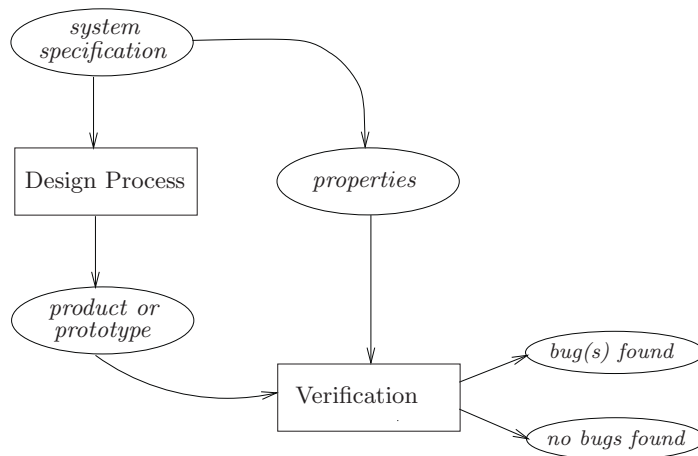 system
specification
Design Process
properties
product or
prototype
bug(s) found
Verification
no bugs found